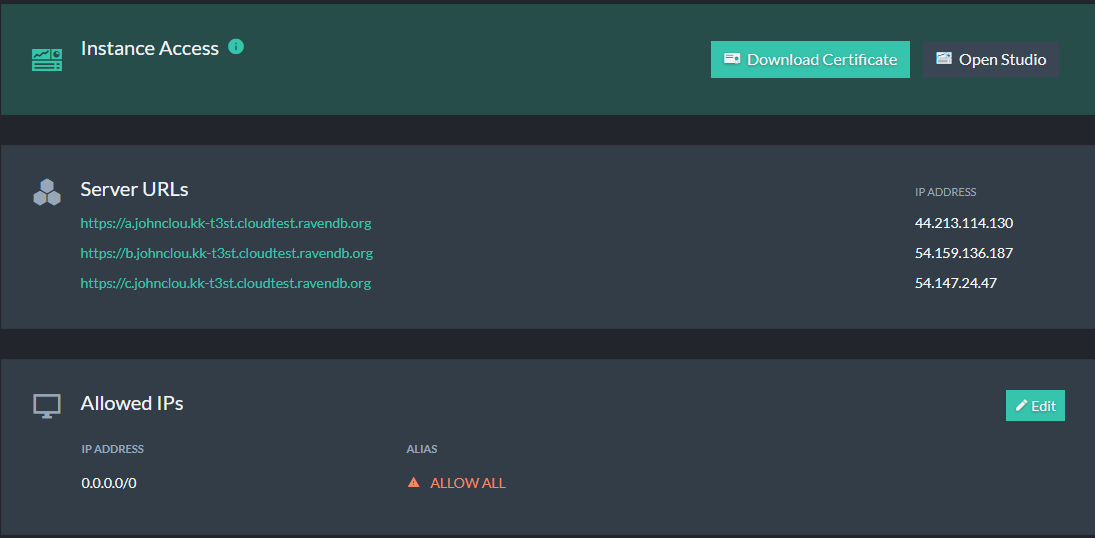 Instance Access
Download Certificate
Open Studio
Server URLs
IP ADDRESS
https://a.johnclou.kk-t3st.cloudtest.ravendb.org
44.213.114.130
https://b.johnclou.kk-t3st.cloudtest.ravendb.org
54.159.136.187
https://c.johnclou.kk-t3st.cloudtest.ravendb.org
54.147.24.47
Allowed IPs
Edit
IP ADDRESS
ALIAS
0.0.0.0/0
ALLOW ALL